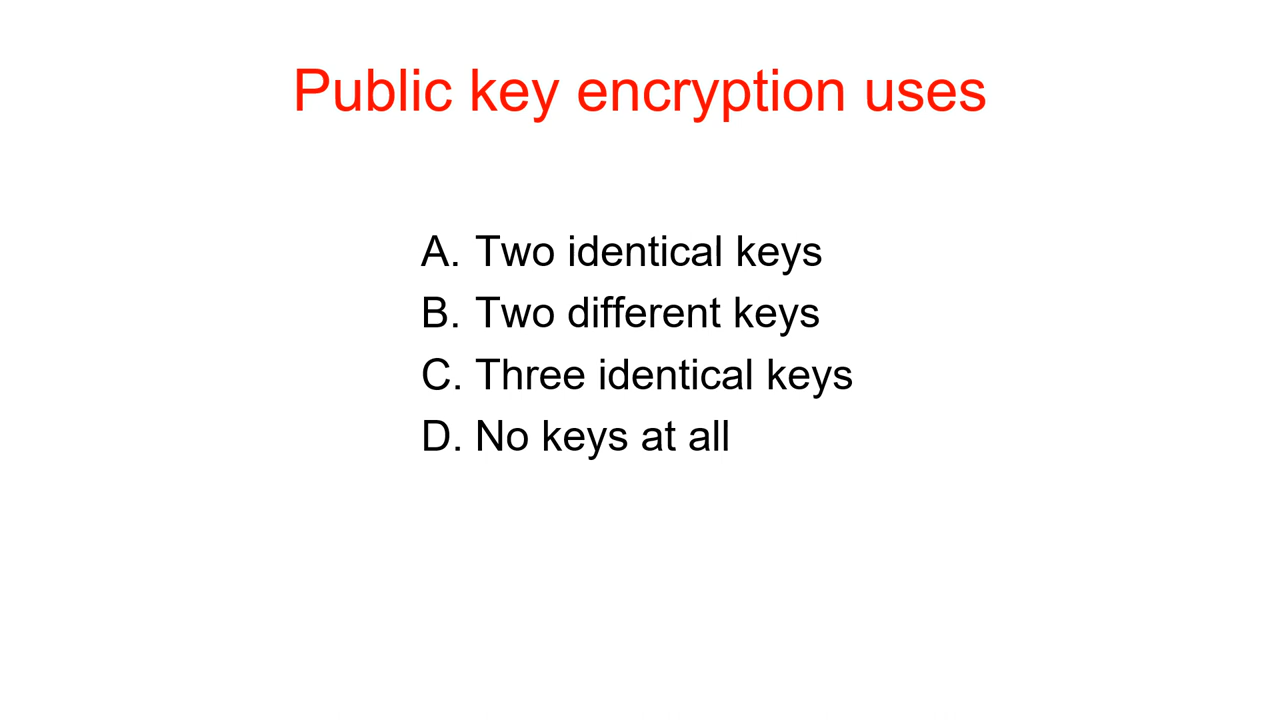 Public key encryption uses
A. Two identical keys
B. Two different keys
C. Three identical keys
D. No keys at all